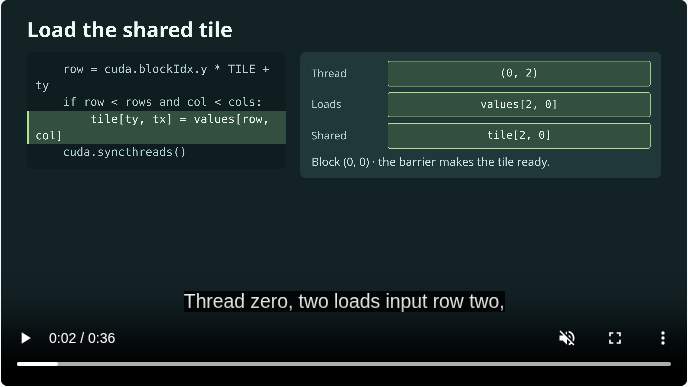 Load the shared tile
row = cuda.blockIdx.y * TILE +
ty
if row < rows and col < cols:
tile[ty, tx] = values[row,
col]
cuda.syncthreads()
Thread (0, 2)
Loads values[2, 0]
Shared tile[2, 0]
Block (0, 0) · the barrier makes the tile ready.
Thread zero, two loads input row two,
0:02 / 0:36